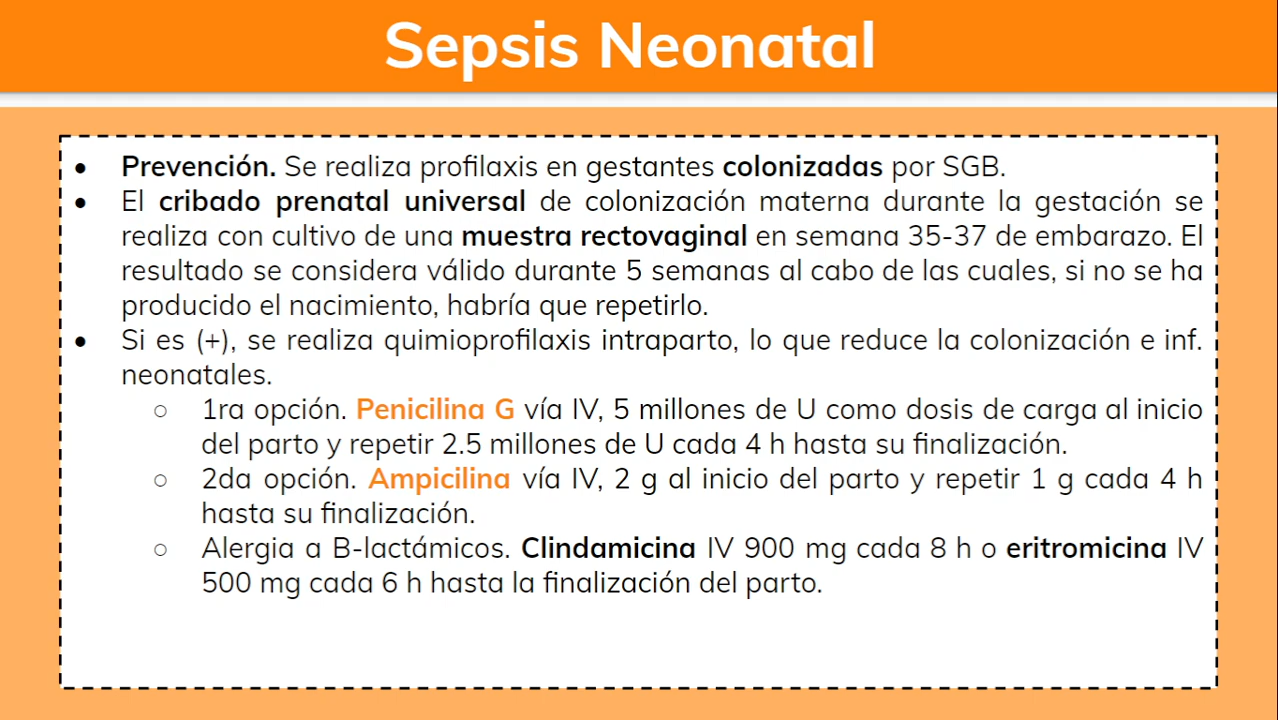 Sepsis Neonatal
● Prevención. Se realiza profilaxis en gestantes colonizadas por SGB.
● El cribado prenatal universal de colonización materna durante la gestación se
realiza con cultivo de una muestra rectovaginal en semana 35-37 de embarazo. El
resultado se considera válido durante 5 semanas al cabo de las cuales, si no se ha
producido el nacimiento, habría que repetirlo.
● Si es (+), se realiza quimioprofilaxis intraparto, lo que reduce la colonización e inf.
neonatales.
○ 1ra opción. Penicilina G vía IV, 5 millones de U como dosis de carga al inicio
del parto y repetir 2.5 millones de U cada 4 h hasta su finalización.
○ 2da opción. Ampicilina vía IV, 2 g al inicio del parto y repetir 1 g cada 4 h
hasta su finalización.
○ Alergia a B-lactámicos. Clindamicina IV 900 mg cada 8 h o eritromicina IV
500 mg cada 6 h hasta la finalización del parto.